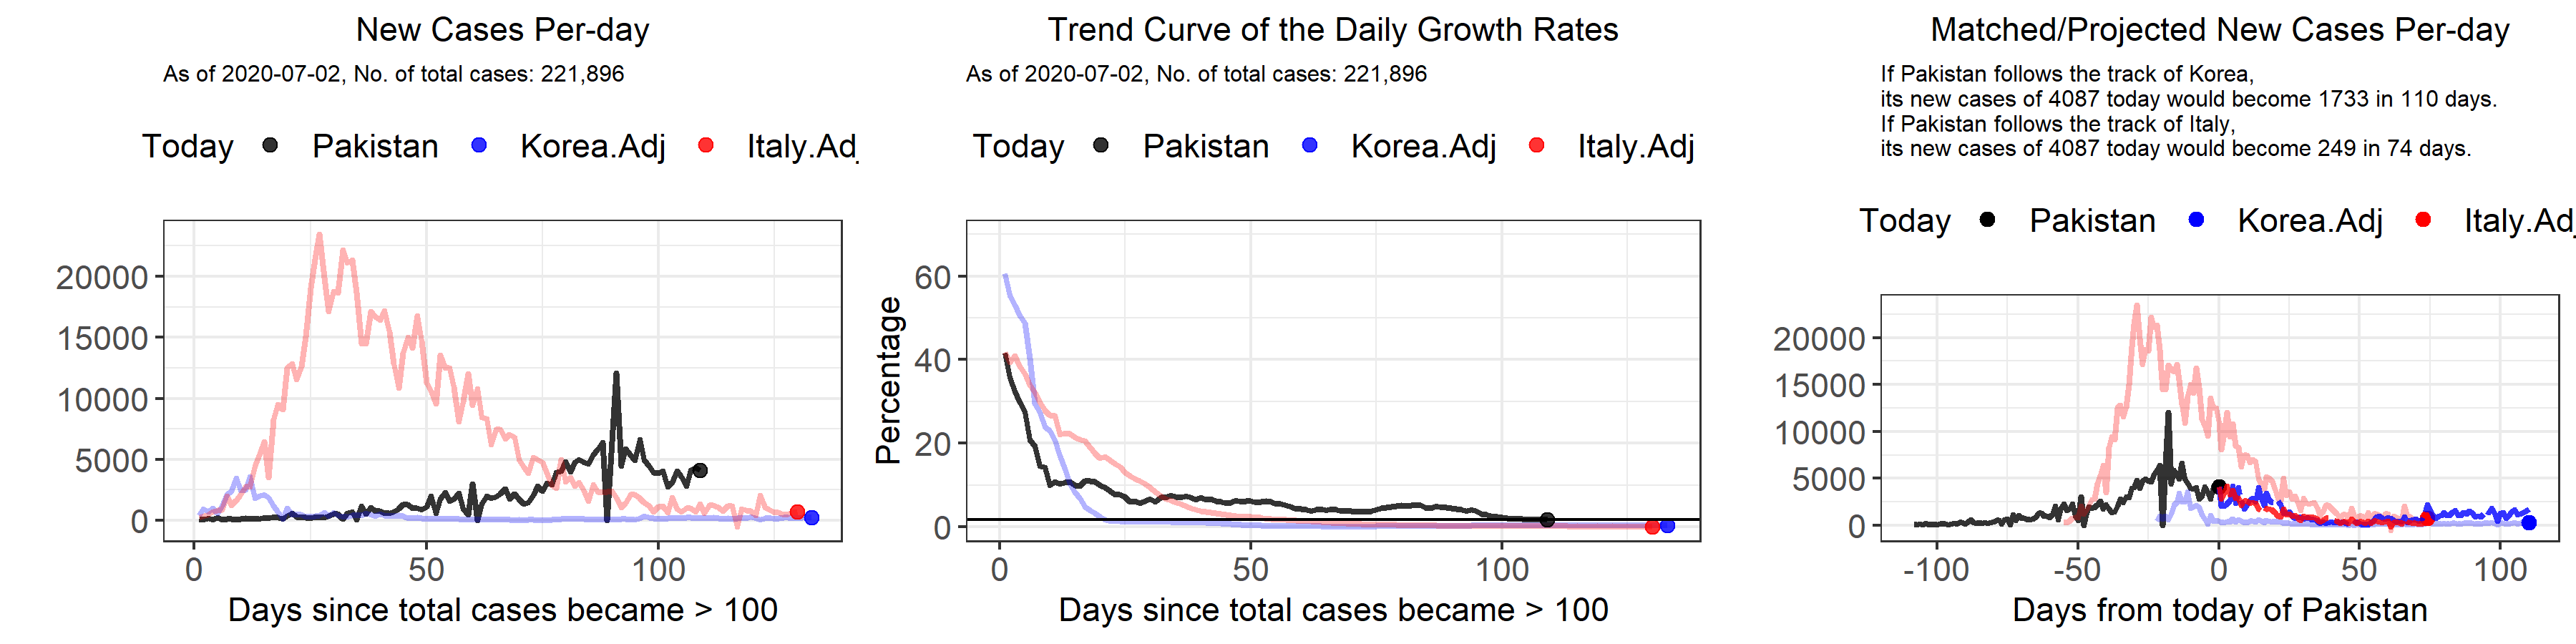 New Cases Per-day
As of 2020-07-02, No. of total cases: 221,896
Today Pakistan Korea.Adj Italy.Ad
20000
15000
10000
5000
0
0 50 100
Days since total cases became > 100
Trend Curve of the Daily Growth Rates
As of 2020-07-02, No. of total cases: 221,896
Today Pakistan Korea.Adj Italy.Adj
Percentage
60
40
20
0
0 50 100
Days since total cases became > 100
Matched/Projected New Cases Per-day
If Pakistan follows the track of Korea,
its new cases of 4087 today would become 1733 in 110 days.
If Pakistan follows the track of Italy,
its new cases of 4087 today would become 249 in 74 days.
Today Pakistan Korea.Adj Italy.Adj
20000
15000
10000
5000
0
-100 -50 0 50 100
Days from today of Pakistan